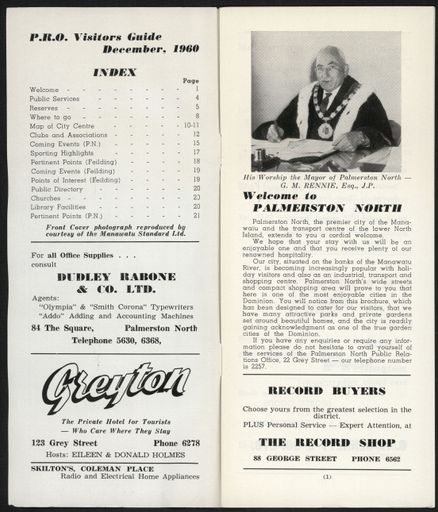 P.R.O. Visitors Guide
December, 1960
INDEX
Page
Welcome - - - - - - - 1
Public Services - - - - - - 4
Reserves - - - - - - - 5
Where to go - - - - - - 8
Map of City Centre - - - - - 10-11
Clubs and Associations - - - - - 12
Coming Events (P.N.) - - - - - 15
Sporting Highlights - - - - - 17
Pertinent Points (Feilding) - - - - 18
Coming Events (Feilding) - - - - 19
Points of Interest (Feilding) - - - - 19
Public Directory - - - - - - 20
Churches - - - - - - - 20
Library Facilities - - - - - - 20
Pertinent Points (P.N.) - - - - - 21
Front Cover photograph reproduced by
courtesy of the Manawatu Standard Ltd.
For all Office Supplies . . .
consult
DUDLEY RABONE
& CO. LTD.
Agents:
"Olympia" & "Smith Corona" Typewriters
"Addo" Adding and Accounting Machines
84 The Square, Palmerston North
Telephone 5630, 6368,
Greyton
The Private Hotel for Tourists
— Who Care Where They Stay
123 Grey Street Phone 6278
Hosts: EILEEN & DONALD HOLMES
SKILTON'S, COLEMAN PLACE
Radio and Electrical Home Appliances
His Worship the Mayor of Palmerston North —
G. M. RENNIE, Esq., J.P.
Welcome to
PALMERSTON NORTH
Palmerston North, the premier city of the Mana-
watu and the transport centre of the lower North
Island, extends to you a cordial welcome.
We hope that your stay with us will be an
enjoyable one and that you receive plenty of our
renowned hospitality.
Our city, situated on the banks of the Manawatu
River, is becoming increasingly popular with holi-
day visitors and also as an industrial, transport and
shopping centre. Palmerston North's wide streets
and compact shopping area will prove to you that
here is one of the most enjoyable cities in the
Dominion. You will notice from this brochure, which
has been designed to cater for our visitors, that we
have many attractive parks and private gardens
set around beautiful houses, and the city is readily
gaining acknowledgment as one of the true garden
cities of the Dominion.
If you have any enquiries or require any infor-
mation please do not hesitate to avail yourself of
the services of the Palmerston North Public Rela-
tions Office, 22 Grey Street — our telephone number
is 2257.
RECORD BUYERS
Choose yours from the greatest selection in the
district.
PLUS Personal Service — Expert Attention, at
THE RECORD SHOP
88 GEORGE STREET PHONE 6562
(1)